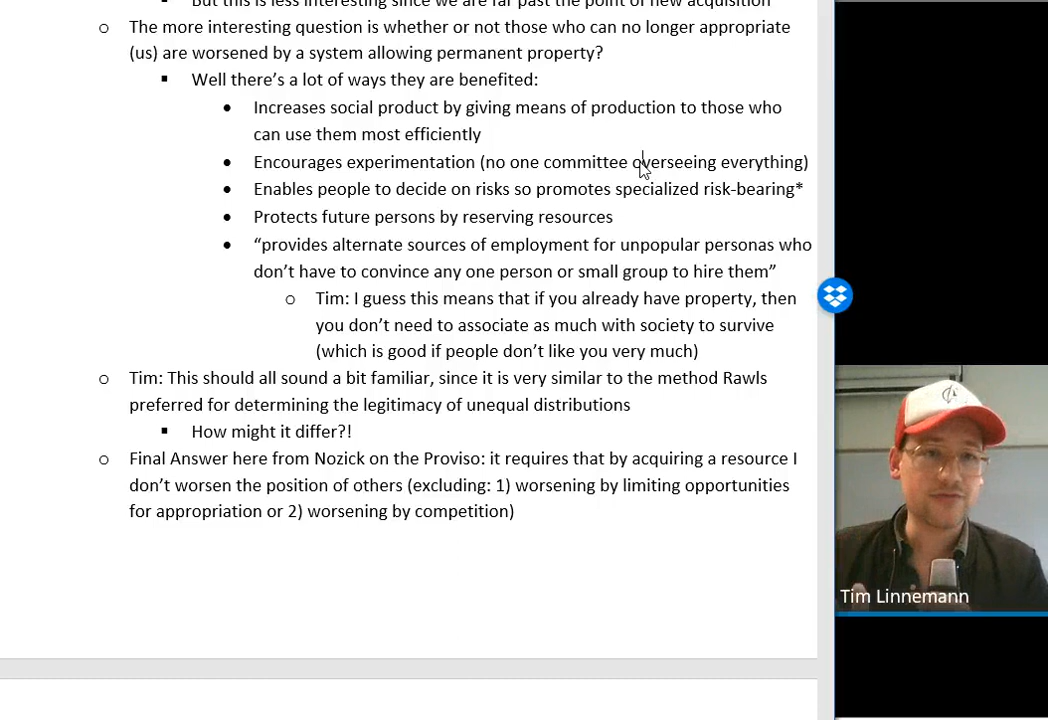 But this is less interesting since we are far past the point of new acquisition
o The more interesting question is whether or not those who can no longer appropriate
(us) are worsened by a system allowing permanent property?
▪ Well there’s a lot of ways they are benefited:
• Increases social product by giving means of production to those who
can use them most efficiently
• Encourages experimentation (no one committee overseeing everything)
• Enables people to decide on risks so promotes specialized risk-bearing*
• Protects future persons by reserving resources
• “provides alternate sources of employment for unpopular personas who
don’t have to convince any one person or small group to hire them”
o Tim: I guess this means that if you already have property, then
you don’t need to associate as much with society to survive
(which is good if people don’t like you very much)
o Tim: This should all sound a bit familiar, since it is very similar to the method Rawls
preferred for determining the legitimacy of unequal distributions
▪ How might it differ?!
o Final Answer here from Nozick on the Proviso: it requires that by acquiring a resource I
don’t worsen the position of others (excluding: 1) worsening by limiting opportunities
for appropriation or 2) worsening by competition)
Tim Linnemann